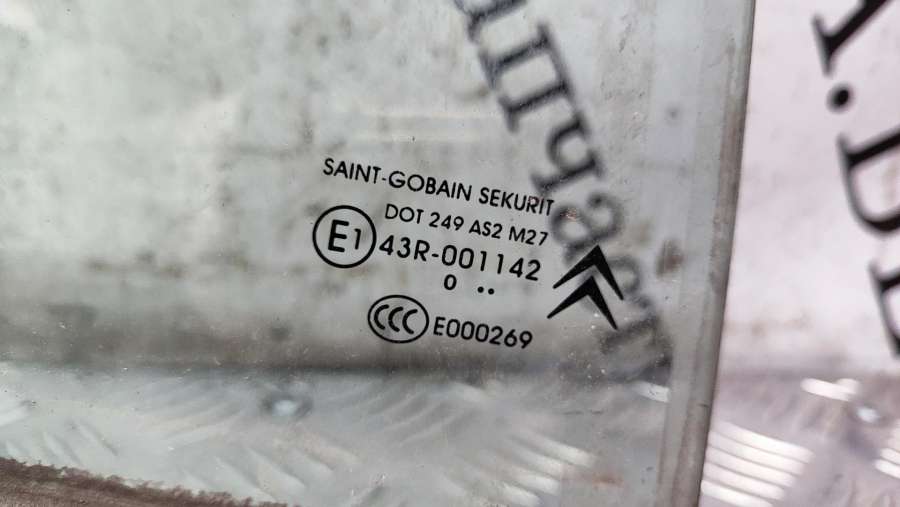 SAINT-GOBAIN SEKURIT
DOT 249 AS2 M27
E1 43R-001142
0 ..
CCC E000269